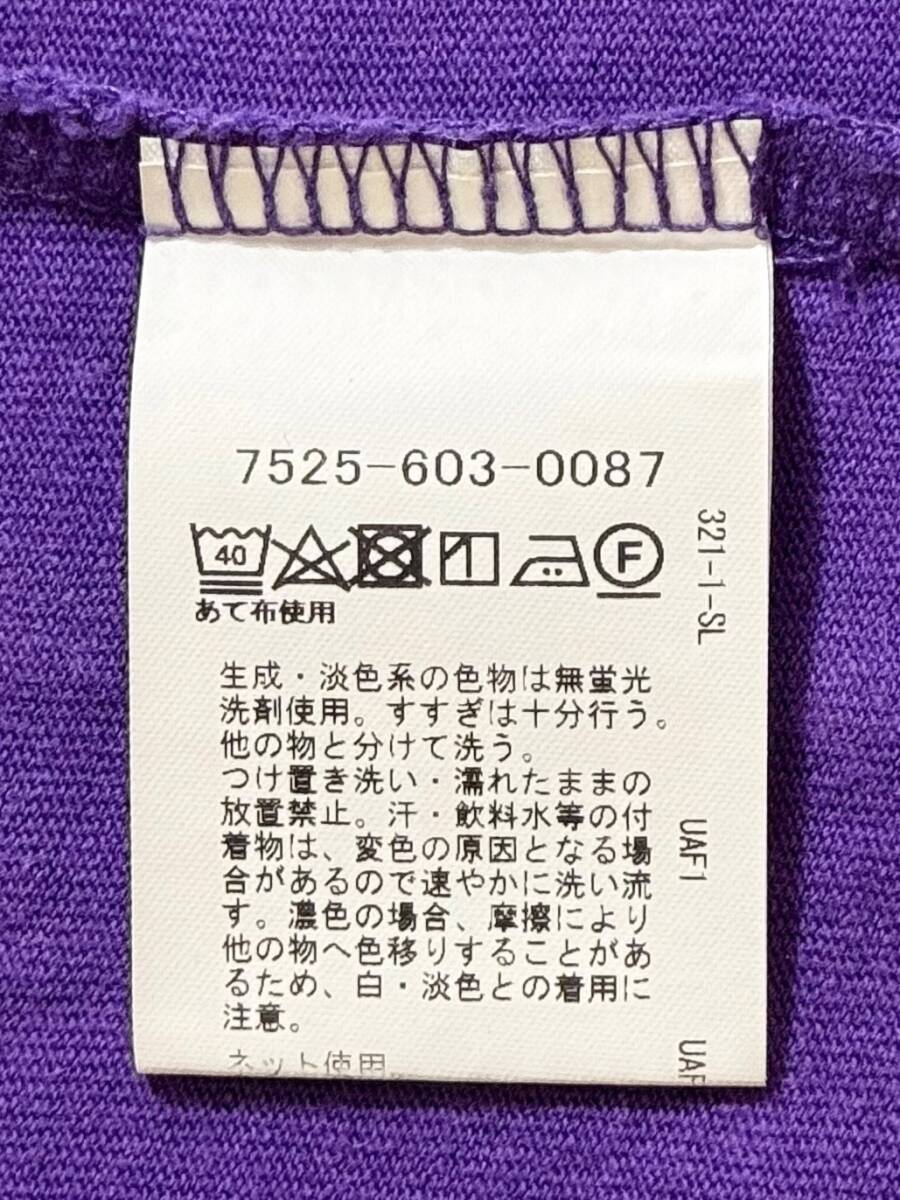 7525-603-0087
40
F
あて布使用
生成・淡色系の色物は無蛍光
洗剤使用。すすぎは十分行う。
他の物と分けて洗う。
つけ置き洗い・濡れたままの
放置禁止。汗・飲料水等の付
着物は、変色の原因となる場
合があるので速やかに洗い流
す。濃色の場合、摩擦により
他の物へ色移りすることがあ
るため、白・淡色との着用に
注意。
ネット使用。
321-1-SL
UAF1
UAF